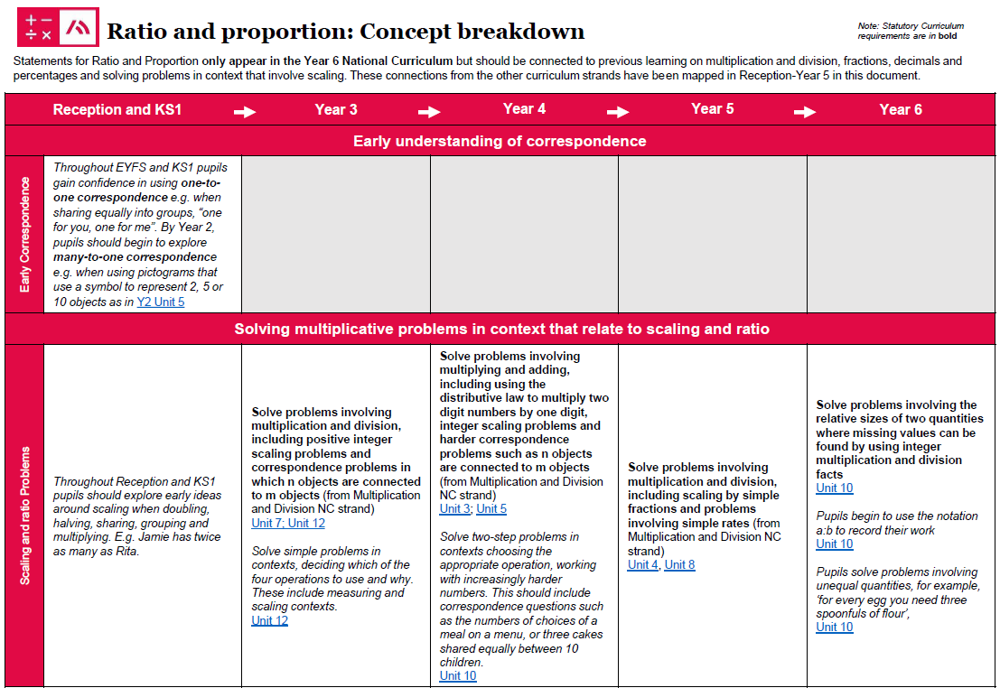 Ratio and proportion: Concept breakdown
Note: Statutory Curriculum
requirements are in bold
Statements for Ratio and Proportion only appear in the Year 6 National Curriculum but should be connected to previous learning on multiplication and division, fractions, decimals and
percentages and solving problems in context that involve scaling. These connections from the other curriculum strands have been mapped in Reception-Year 5 in this document.
Reception and KS1
Year 3
Year 4
Year 5
Year 6
Early understanding of correspondence
Early Correspondence
Throughout EYFS and KS1 pupils
gain confidence in using one-to-
one correspondence e.g. when
sharing equally into groups, “one
for you, one for me”. By Year 2,
pupils should begin to explore
many-to-one correspondence
e.g. when using pictograms that
use a symbol to represent 2, 5 or
10 objects as in Y2 Unit 5
Solving multiplicative problems in context that relate to scaling and ratio
Scaling and ratio Problems
Throughout Reception and KS1
pupils should explore early ideas
around scaling when doubling,
halving, sharing, grouping and
multiplying. E.g. Jamie has twice
as many as Rita.
Solve problems involving
multiplication and division,
including positive integer
scaling problems and
correspondence problems in
which n objects are connected
to m objects (from Multiplication
and Division NC strand)
Unit 7; Unit 12
Solve simple problems in
contexts, deciding which of the
four operations to use and why.
These include measuring and
scaling contexts.
Unit 12
Solve problems involving
multiplying and adding,
including using the
distributive law to multiply two
digit numbers by one digit,
integer scaling problems and
harder correspondence
problems such as n objects
are connected to m objects
(from Multiplication and Division
NC strand)
Unit 3; Unit 5
Solve two-step problems in
contexts choosing the
appropriate operation, working
with increasingly harder
numbers. This should include
correspondence questions such
as the numbers of choices of a
meal on a menu, or three cakes
shared equally between 10
children.
Unit 10
Solve problems involving
multiplication and division,
including scaling by simple
fractions and problems
involving simple rates (from
Multiplication and Division NC
strand)
Unit 4, Unit 8
Solve problems involving the
relative sizes of two quantities
where missing values can be
found by using integer
multiplication and division
facts
Unit 10
Pupils begin to use the notation
a:b to record their work
Unit 10
Pupils solve problems involving
unequal quantities, for example,
‘for every egg you need three
spoonfuls of flour’,
Unit 10